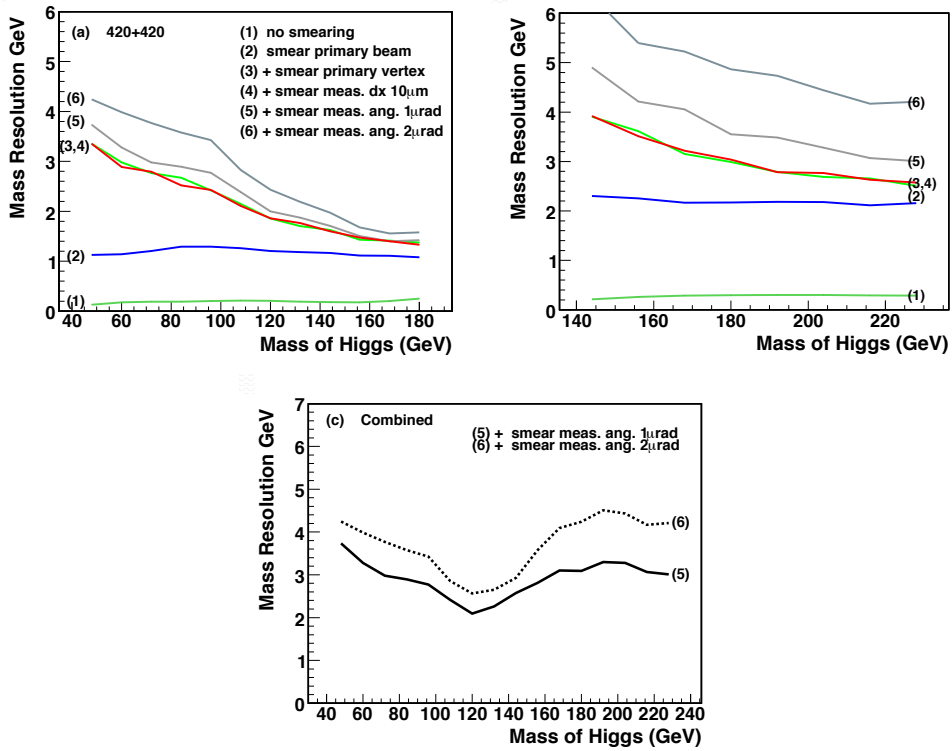 Mass Resolution GeV
6
5
4
3
2
1
0
(a) 420+420
(1) no smearing
(2) smear primary beam
(3) + smear primary vertex
(4) + smear meas. dx 10μm
(5) + smear meas. ang. 1μrad
(6) + smear meas. ang. 2μrad
(6)
(5)
(3,4)
(2)
(1)
40 60 80 100 120 140 160 180
Mass of Higgs (GeV)
Mass Resolution GeV
6
5
4
3
2
1
0
(6)
(5)
(3,4)
(2)
(1)
140 160 180 200 220
Mass of Higgs (GeV)
Mass Resolution GeV
7
6
5
4
3
2
1
0
(c) Combined
(5) + smear meas. ang. 1μrad
(6) + smear meas. ang. 2μrad
(6)
(5)
40 60 80 100 120 140 160 180 200 220 240
Mass of Higgs (GeV)